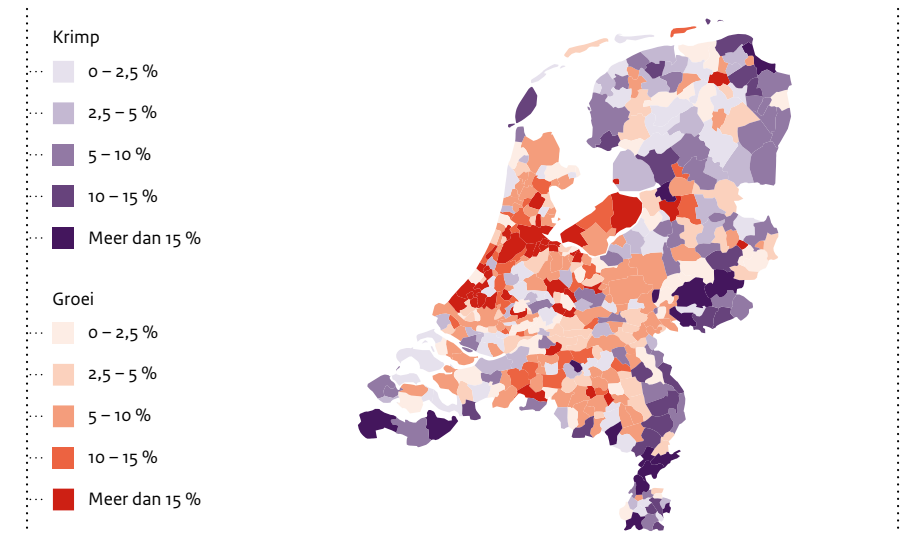 Krimp
0 – 2,5 %
2,5 – 5 %
5 – 10 %
10 – 15 %
Meer dan 15 %
Groei
0 – 2,5 %
2,5 – 5 %
5 – 10 %
10 – 15 %
Meer dan 15 %